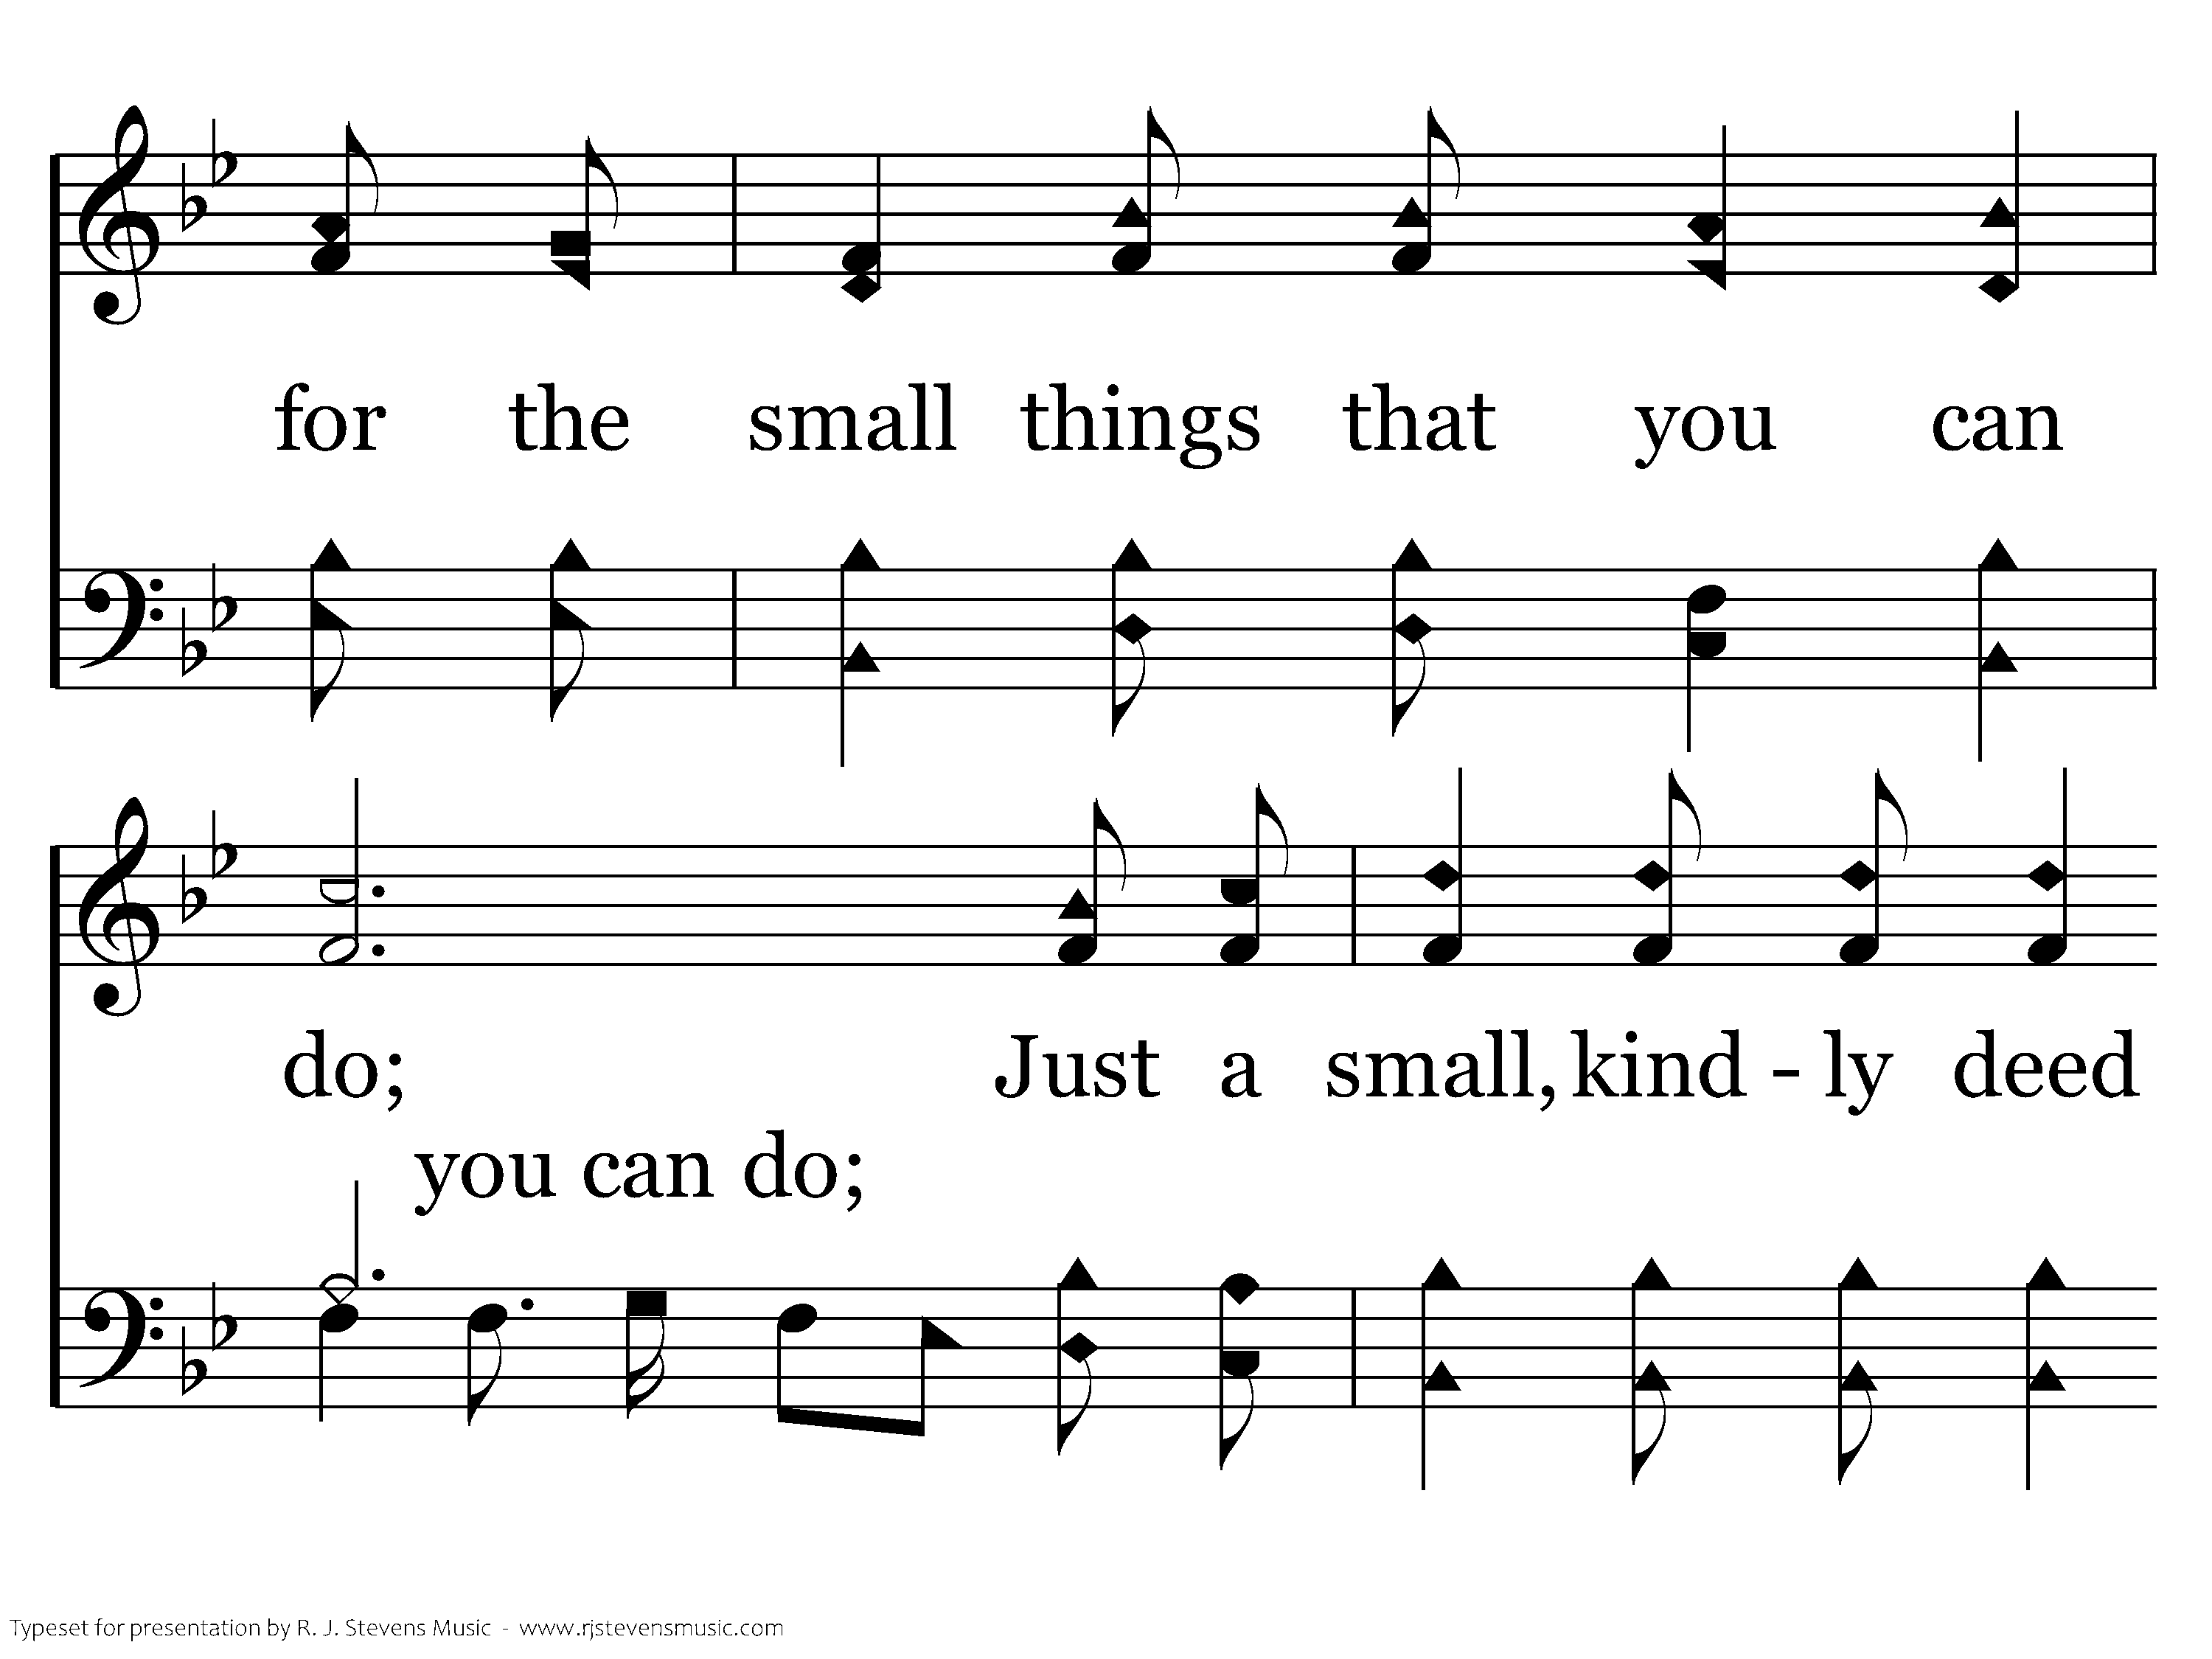 for the small things that you can
do; Just a small, kind - ly deed
you can do;
Typeset for presentation by R. J. Stevens Music - www.rjstevensmusic.com